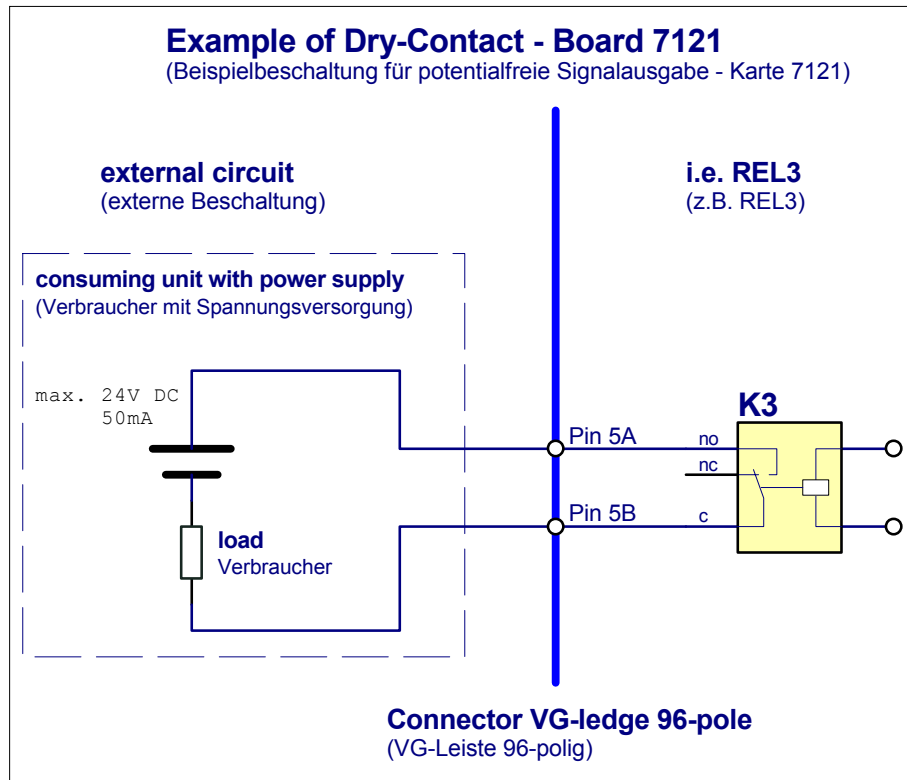 Example of Dry-Contact - Board 7121
(Beispielbeschaltung für potentialfreie Signalausgabe - Karte 7121)
external circuit
(externe Beschaltung)
i.e. REL3
(z.B. REL3)
consuming unit with power supply
(Verbraucher mit Spannungsversorgung)
max. 24V DC
50mA
K3
Pin 5A
no
nc
Pin 5B
c
load
Verbraucher
Connector VG-ledge 96-pole
(VG-Leiste 96-polig)